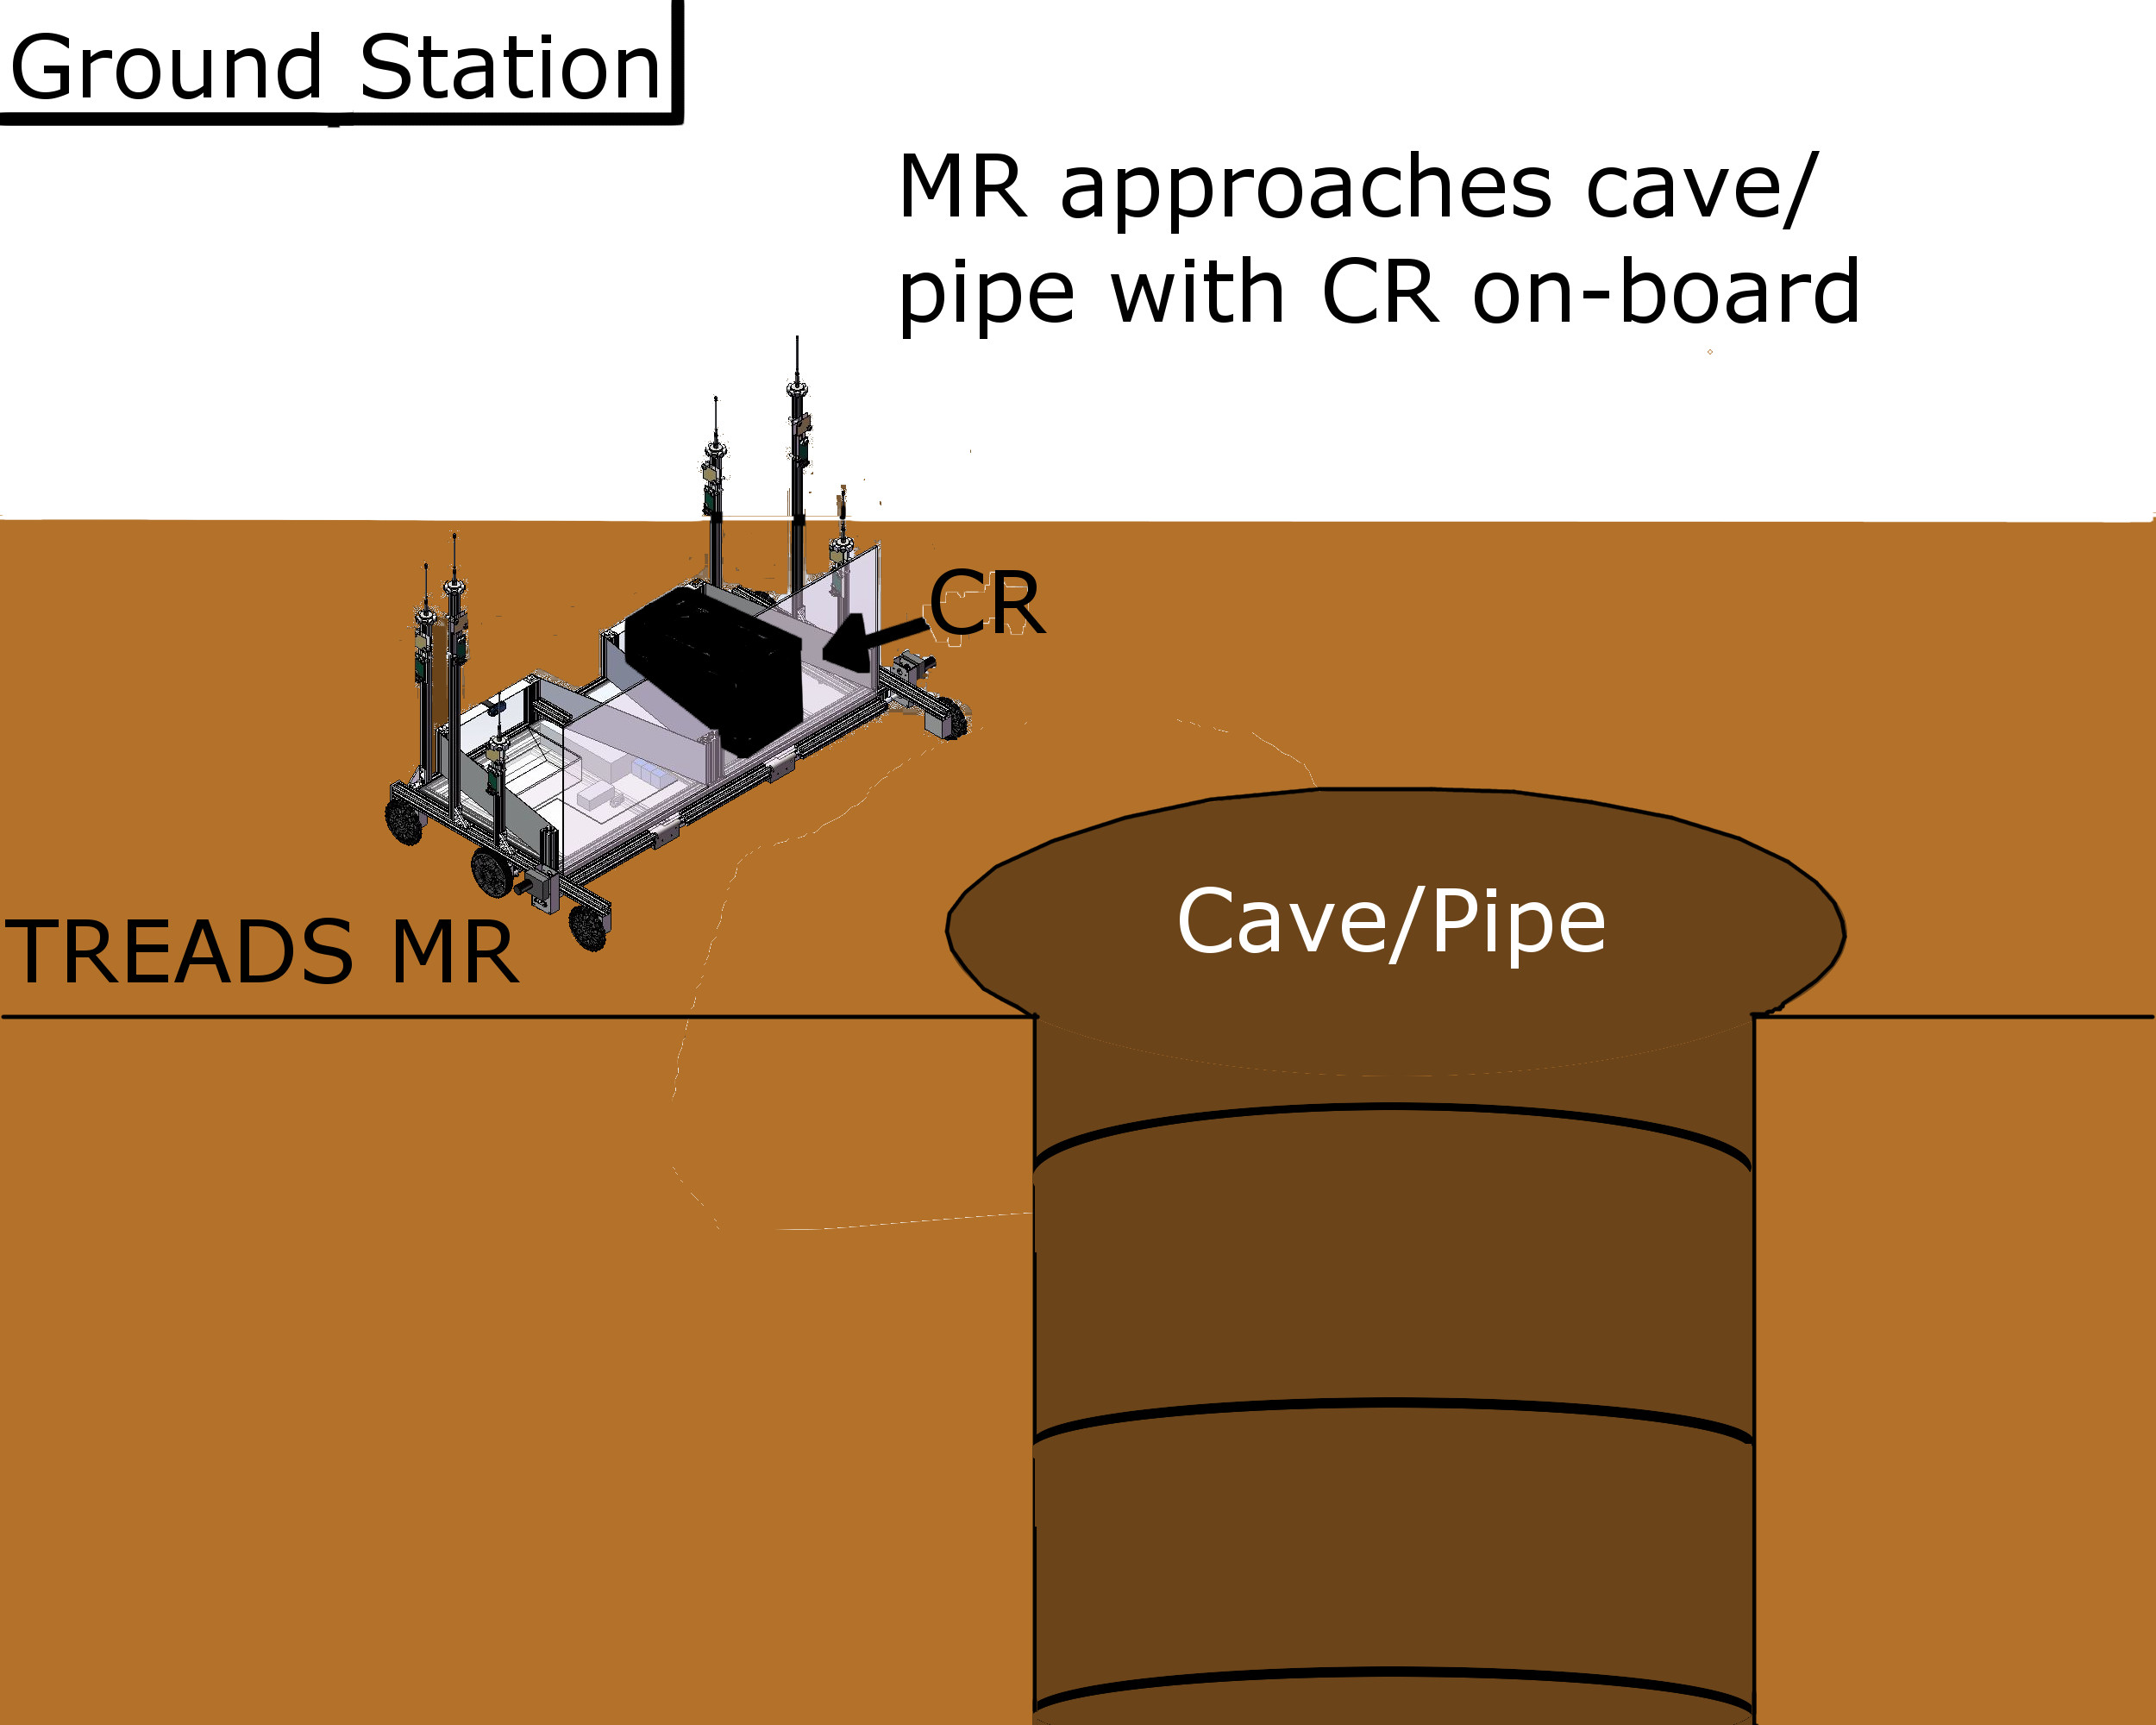 Ground Station
MR approaches cave/
pipe with CR on-board
CR
Cave/Pipe
TREADS MR